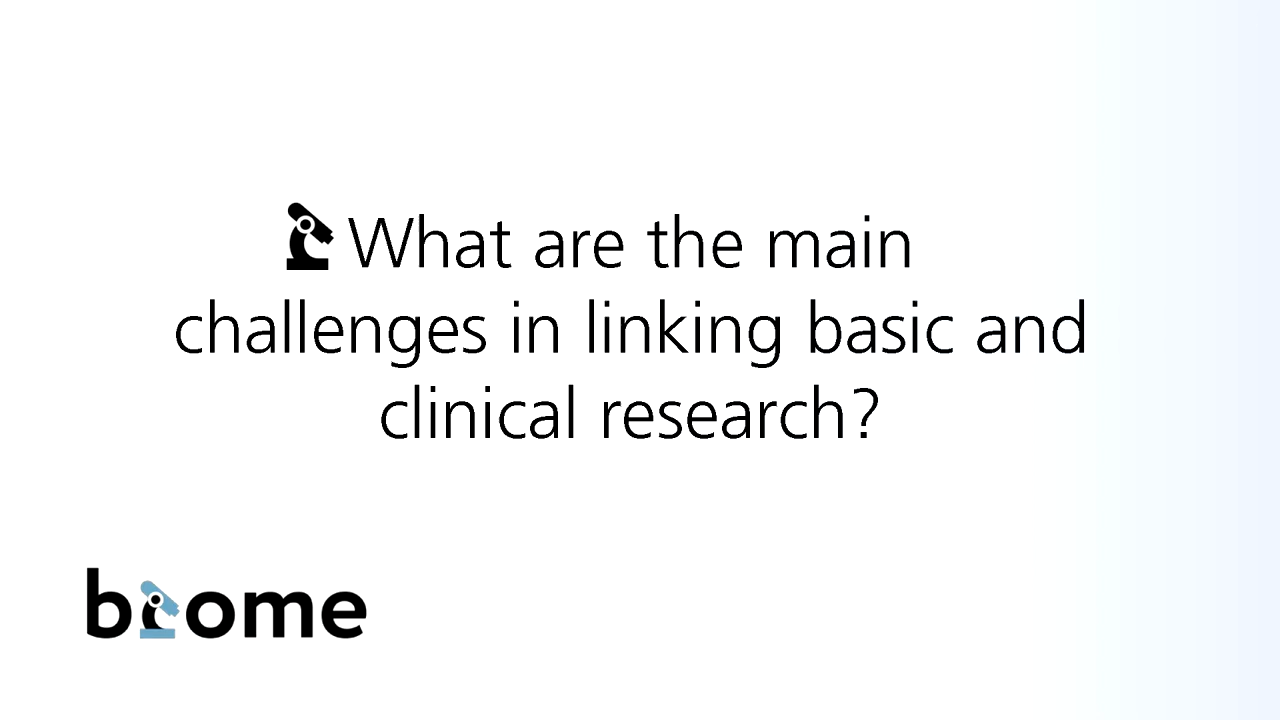 What are the main
challenges in linking basic and
clinical research?
biome